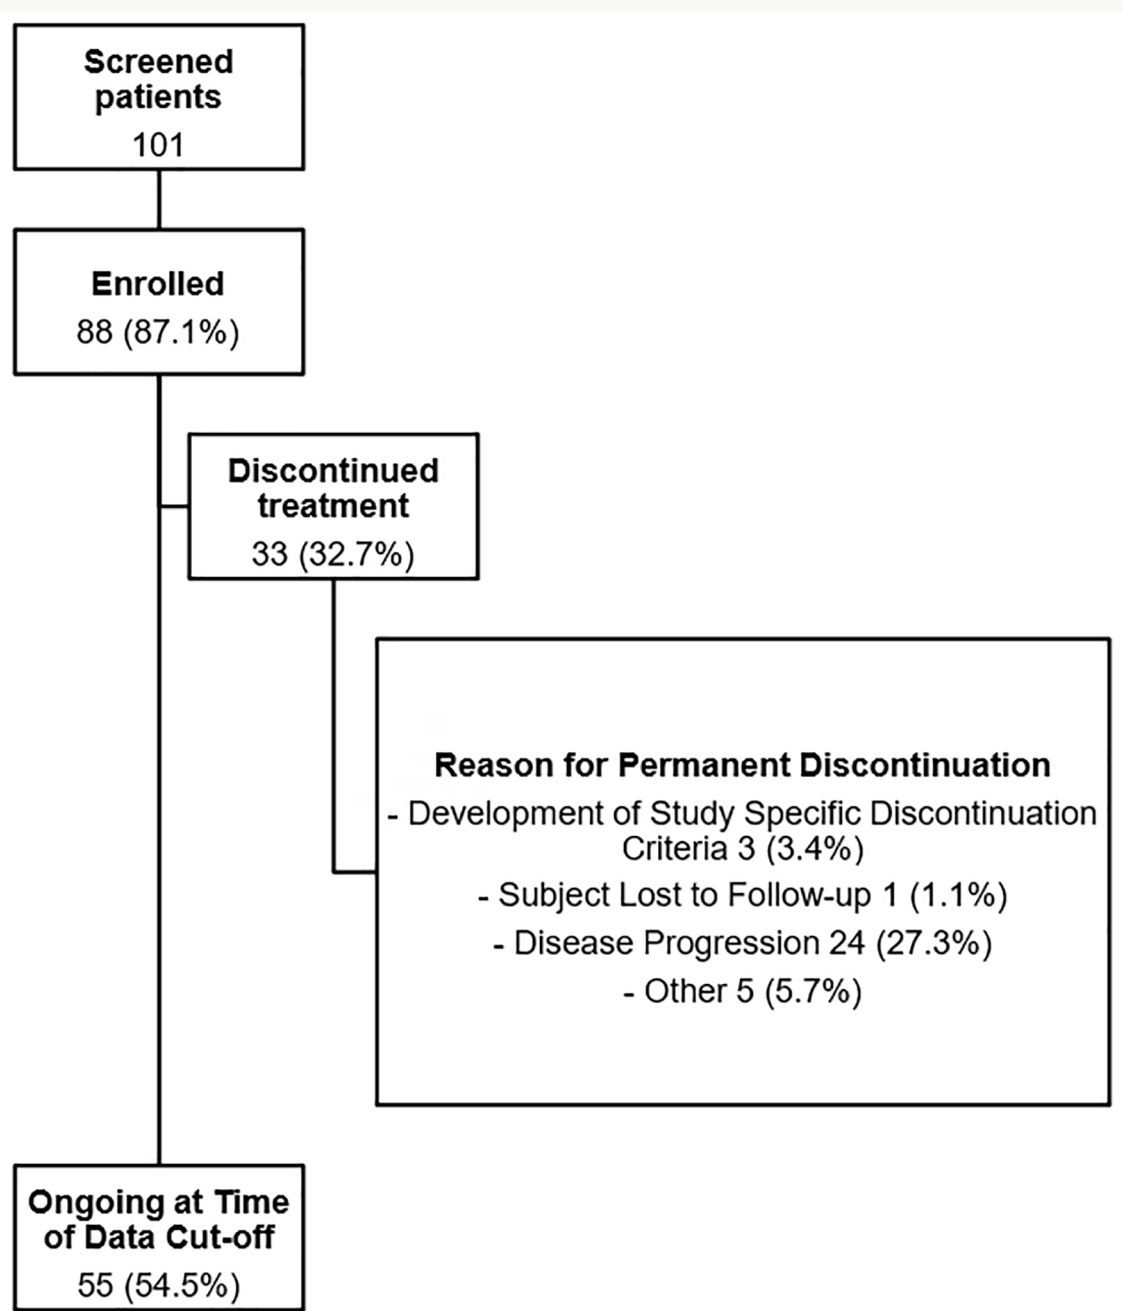 Screened
patients
101
Enrolled
88 (87.1%)
Discontinued
treatment
33 (32.7%)
Reason for Permanent Discontinuation
- Development of Study Specific Discontinuation
Criteria 3 (3.4%)
- Subject Lost to Follow-up 1 (1.1%)
- Disease Progression 24 (27.3%)
- Other 5 (5.7%)
Ongoing at Time
of Data Cut-off
55 (54.5%)